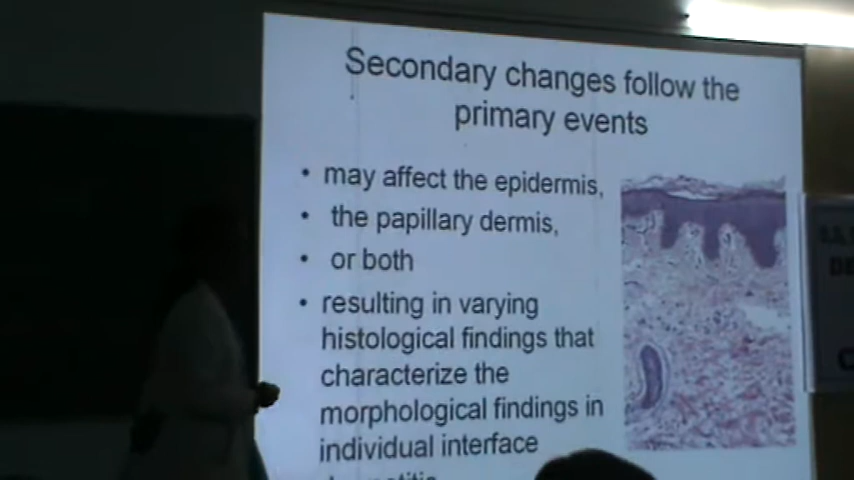 Secondary changes follow the
primary events
• may affect the epidermis,
• the papillary dermis,
• or both
• resulting in varying
histological findings that
characterize the
morphological findings in
individual interface